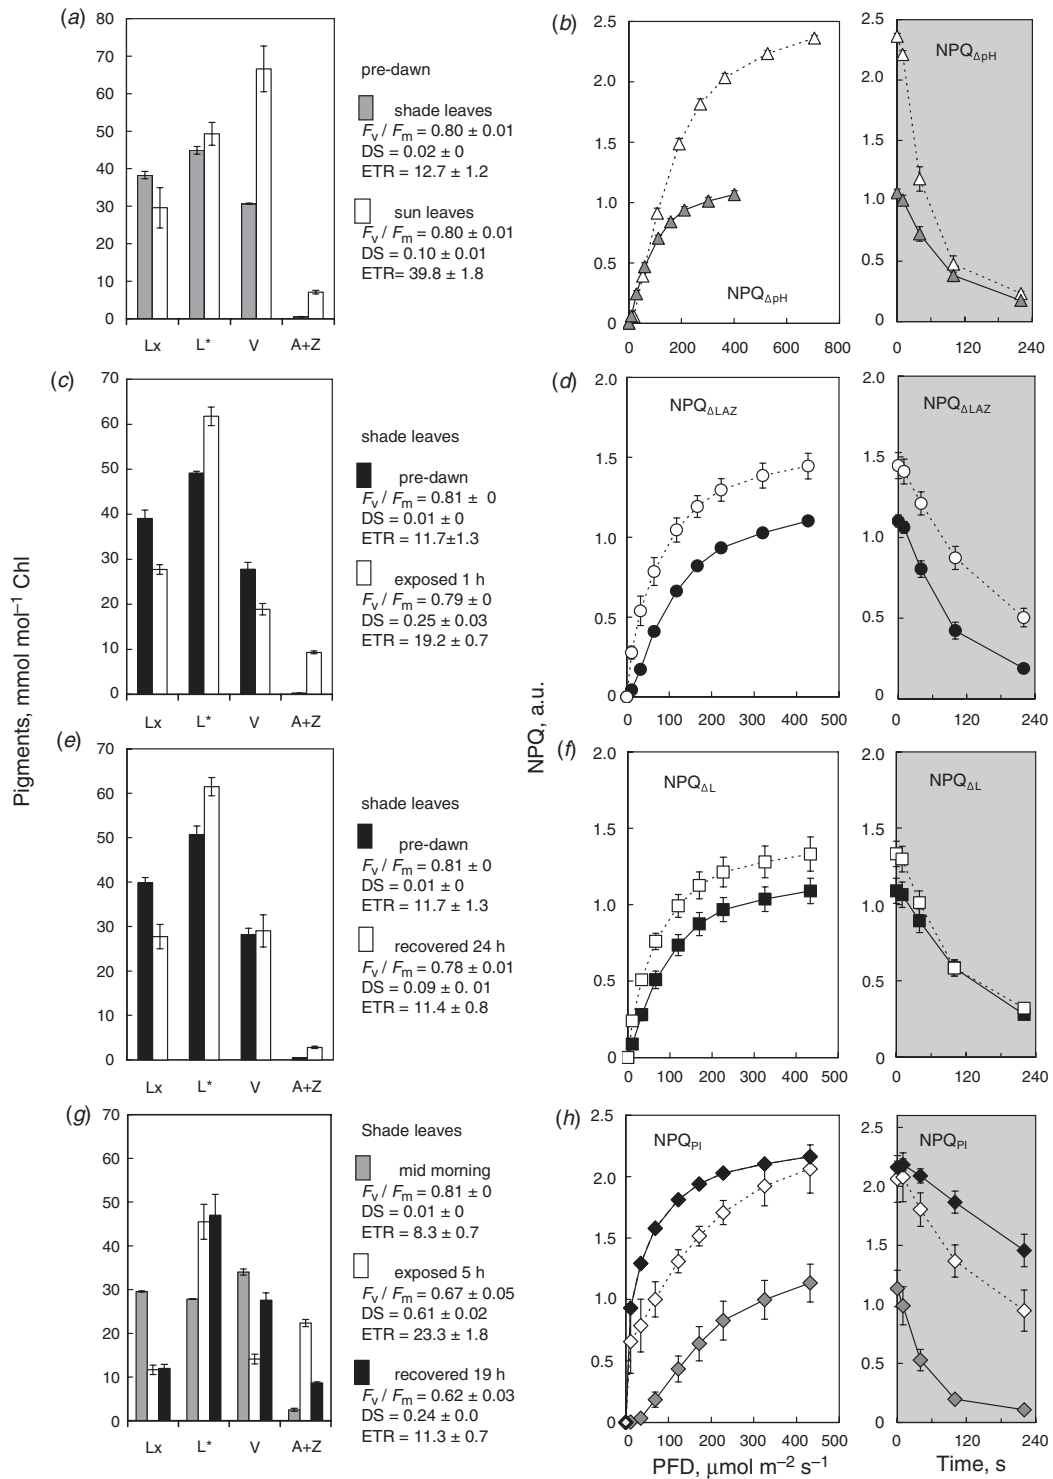 (a)
80
70
60
50
40
30
20
10
0
Lx L* V A+Z
pre-dawn
shade leaves
Fv / Fm = 0.80 ± 0.01
DS = 0.02 ± 0
ETR = 12.7 ± 1.2
sun leaves
Fv / Fm = 0.80 ± 0.01
DS = 0.10 ± 0.01
ETR= 39.8 ± 1.8
(b)
2.5
2.0
1.5
1.0
0.5
0
0 200 400 600 800
NPQΔpH
2.5
2.0
1.5
1.0
0.5
0
0 120 240
NPQΔpH
(c)
70
60
50
40
30
20
10
0
Lx L* V A+Z
shade leaves
pre-dawn
Fv / Fm = 0.81 ± 0
DS = 0.01 ± 0
ETR = 11.7±1.3
exposed 1 h
Fv / Fm = 0.79 ± 0
DS = 0.25 ± 0.03
ETR = 19.2 ± 0.7
(d)
2.0
1.5
1.0
0.5
0
0 100 200 300 400 500
NPQΔLAZ
2.0
1.5
1.0
0.5
0
0 120 240
NPQΔLAZ
Pigments, mmol mol⁻¹ Chl
NPQ, a.u.
(e)
70
60
50
40
30
20
10
0
Lx L* V A+Z
shade leaves
pre-dawn
Fv / Fm = 0.81 ± 0
DS = 0.01 ± 0
ETR = 11.7 ± 1.3
recovered 24 h
Fv / Fm = 0.78 ± 0.01
DS = 0.09 ± 0. 01
ETR = 11.4 ± 0.8
(f)
2.0
1.5
1.0
0.5
0
0 100 200 300 400 500
NPQΔL
2.0
1.5
1.0
0.5
0
0 120 240
NPQΔL
(g)
70
60
50
40
30
20
10
0
Lx L* V A+Z
Shade leaves
mid morning
Fv / Fm = 0.81 ± 0
DS = 0.01 ± 0
ETR = 8.3 ± 0.7
exposed 5 h
Fv / Fm = 0.67 ± 0.05
DS = 0.61 ± 0.02
ETR = 23.3 ± 1.8
recovered 19 h
Fv / Fm = 0.62 ± 0.03
DS = 0.24 ± 0.0
ETR = 11.3 ± 0.7
(h)
2.5
2.0
1.5
1.0
0.5
0
0 100 200 300 400 500
NPQPI
PFD, μmol m⁻² s⁻¹
2.5
2.0
1.5
1.0
0.5
0
0 120 240
NPQPI
Time, s